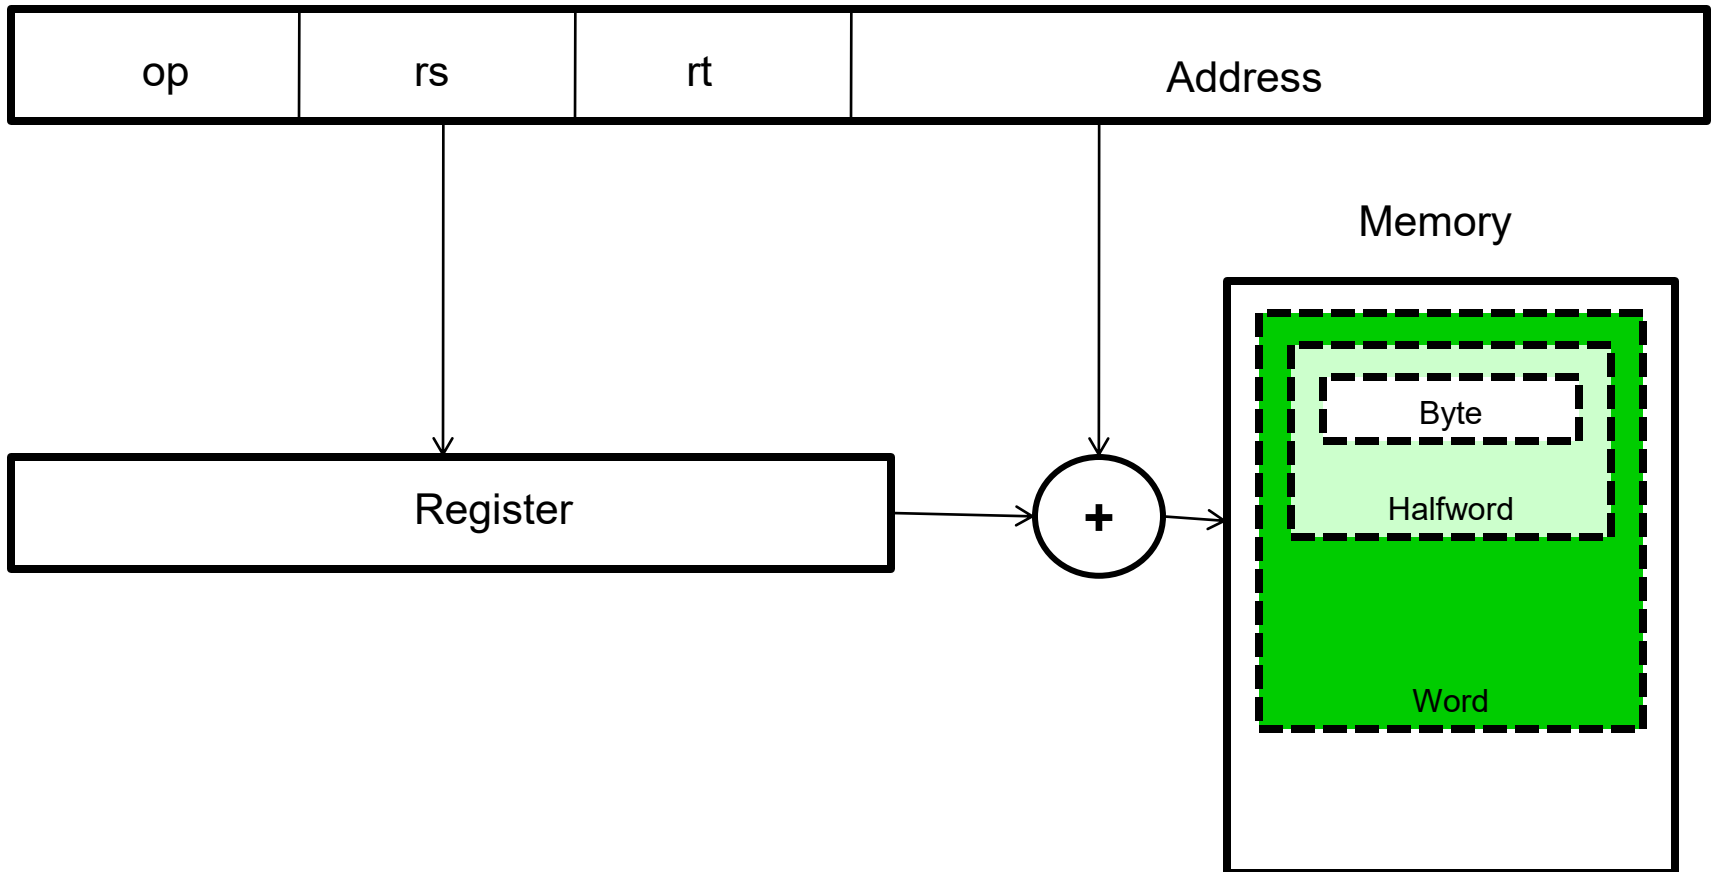 op rs rt Address
Memory
Byte
Register
+
Halfword
Word